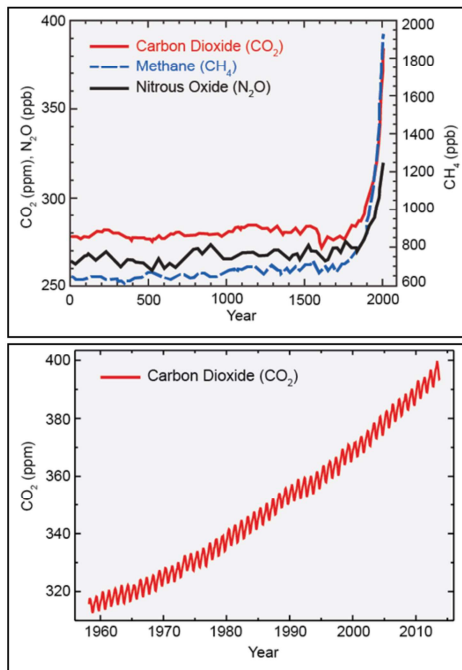 Carbon Dioxide (CO₂)
Methane (CH₄)
Nitrous Oxide (N₂O)
CO₂ (ppm), N₂O (ppb)
400
350
300
250
CH₄ (ppb)
2000
1800
1600
1400
1200
1000
800
600
0 500 1000 1500 2000
Year
Carbon Dioxide (CO₂)
CO₂ (ppm)
400
380
360
340
320
1960 1970 1980 1990 2000 2010
Year